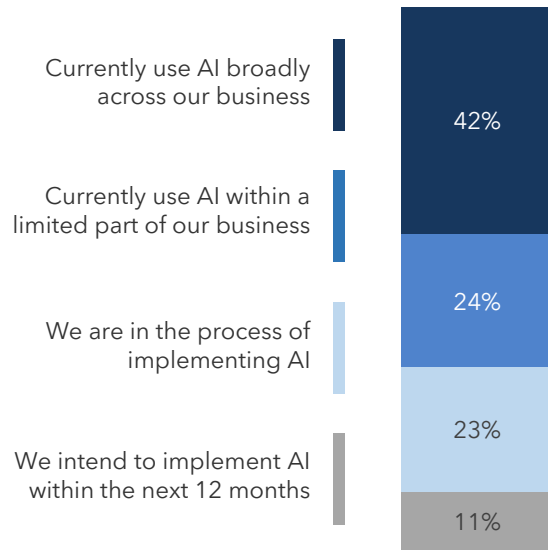 Currently use AI broadly
across our business
42%
Currently use AI within a
limited part of our business
24%
We are in the process of
implementing AI
23%
We intend to implement AI
within the next 12 months
11%